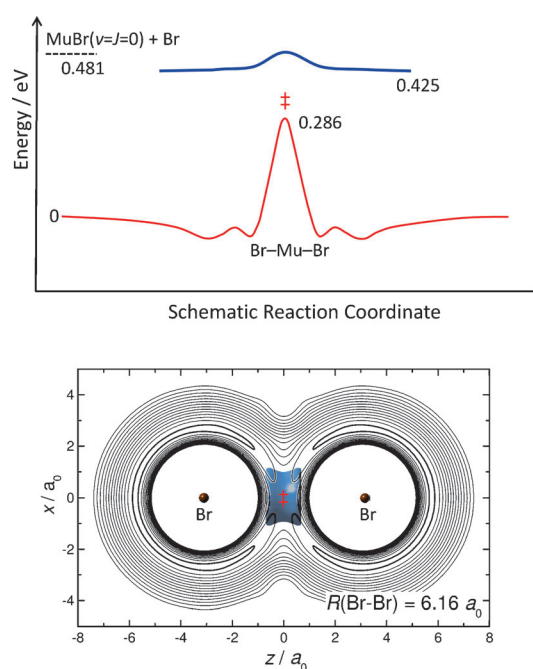 MuBr(v=J=0) + Br
0.481
0.425
‡
0.286
0
Br–Mu–Br
Energy / eV
Schematic Reaction Coordinate
4
2
0
-2
-4
x / a₀
Br
‡
Br
R(Br-Br) = 6.16 a₀
-8 -6 -4 -2 0 2 4 6 8
z / a₀